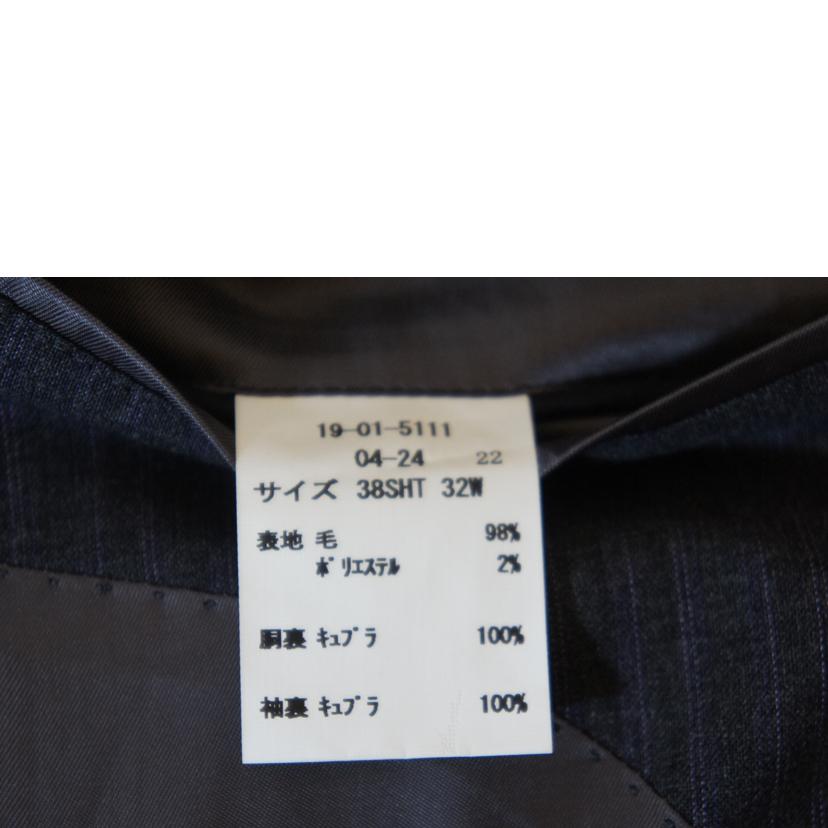 19-01-5111
04-24 22
サイズ 38SHT 32W
表地 毛 98%
ポリエステル 2%
胴裏 キュプラ 100%
袖裏 キュプラ 100%